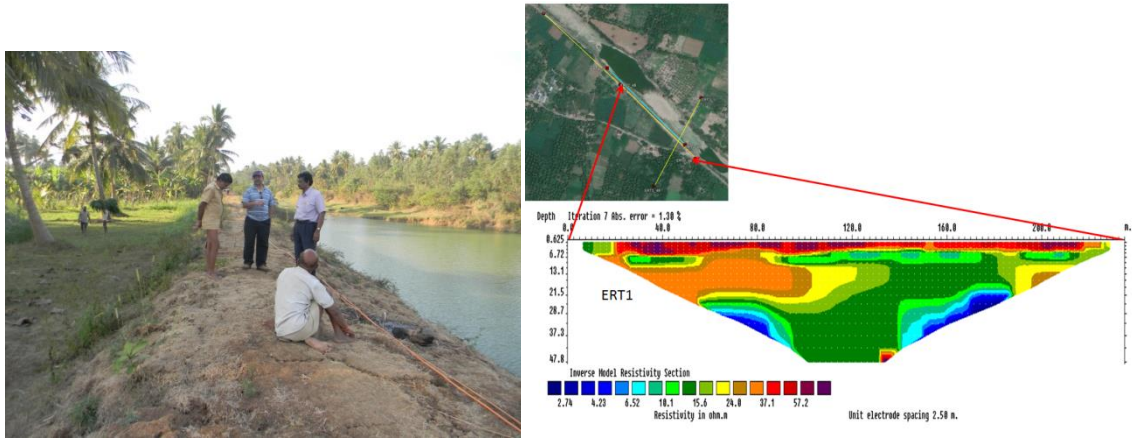 Depth Iteration 7 Abs. error = 1.30 %
0.0 40.0 80.0 120.0 160.0 200.0 m.
0.625
6.72
13.1
21.5
28.7
37.3
47.8
ERT1
Inverse Model Resistivity Section
2.74 4.23 6.52 10.1 15.6 24.0 37.1 57.2
Resistivity in ohm.m Unit electrode spacing 2.50 m.